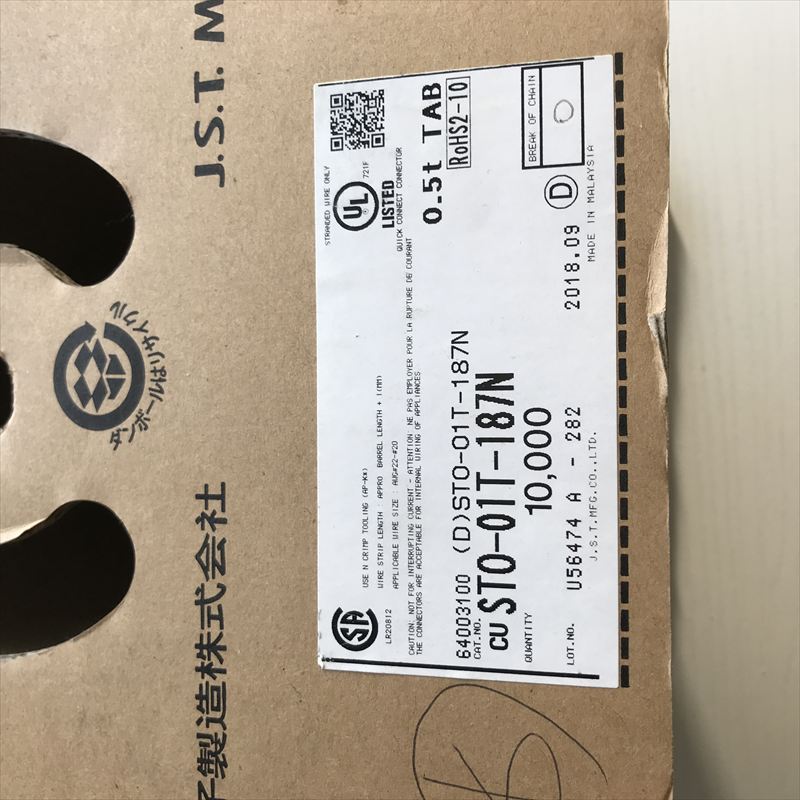 J.S.T. M
子製造株式会社
ダンボールはリサイクル
STRANDED WIRE ONLY
UL
721F
LISTED
QUICK CONNECT CONNECTOR
0.5t TAB
RoHS2-10
BREAK OF CHAIN
0
D
2018.09
MADE IN MALAYSIA
SA
LR20812
USE N CRIMP TOOLING (AP-K※)
WIRE STRIP LENGTH : APPRO BARREL LENGTH + 1(MM)
APPLICABLE WIRE SIZE : AWG#22-#20
CAUTION: NOT FOR INTERRUPTING CURRENT - ATTENTION: NE PAS EMPLOYER POUR LA RUPTURE DE COURANT
THE CONNECTORS ARE ACCEPTABLE FOR INTERNAL WIRING OF APPLIANCES
64003100 (D)STO-01T-187N
CAT.NO. CU STO-01T-187N
QUANTITY 10,000
LOT.NO. U56474 A - 282
J.S.T.MFG.CO.,LTD.